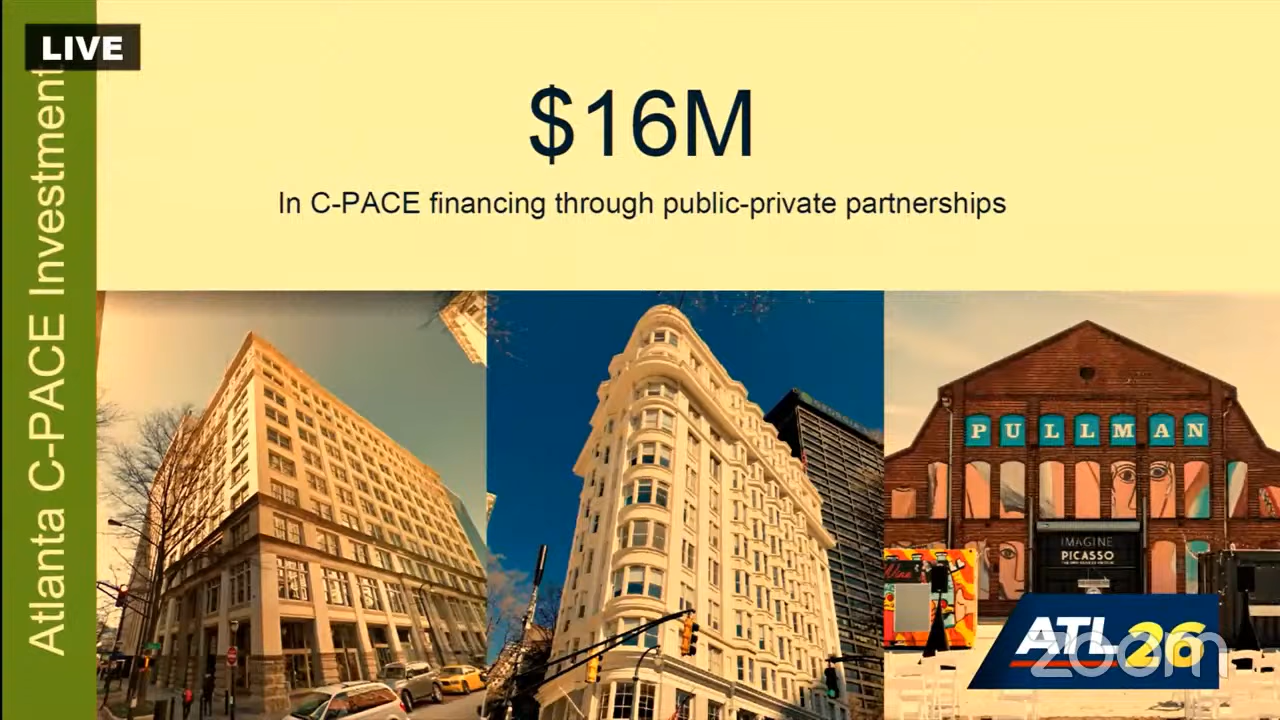 LIVE
Atlanta C-PACE Investment
$16M
In C-PACE financing through public-private partnerships
PULLMAN
IMAGINE
PICASSO
ATL26
zoom